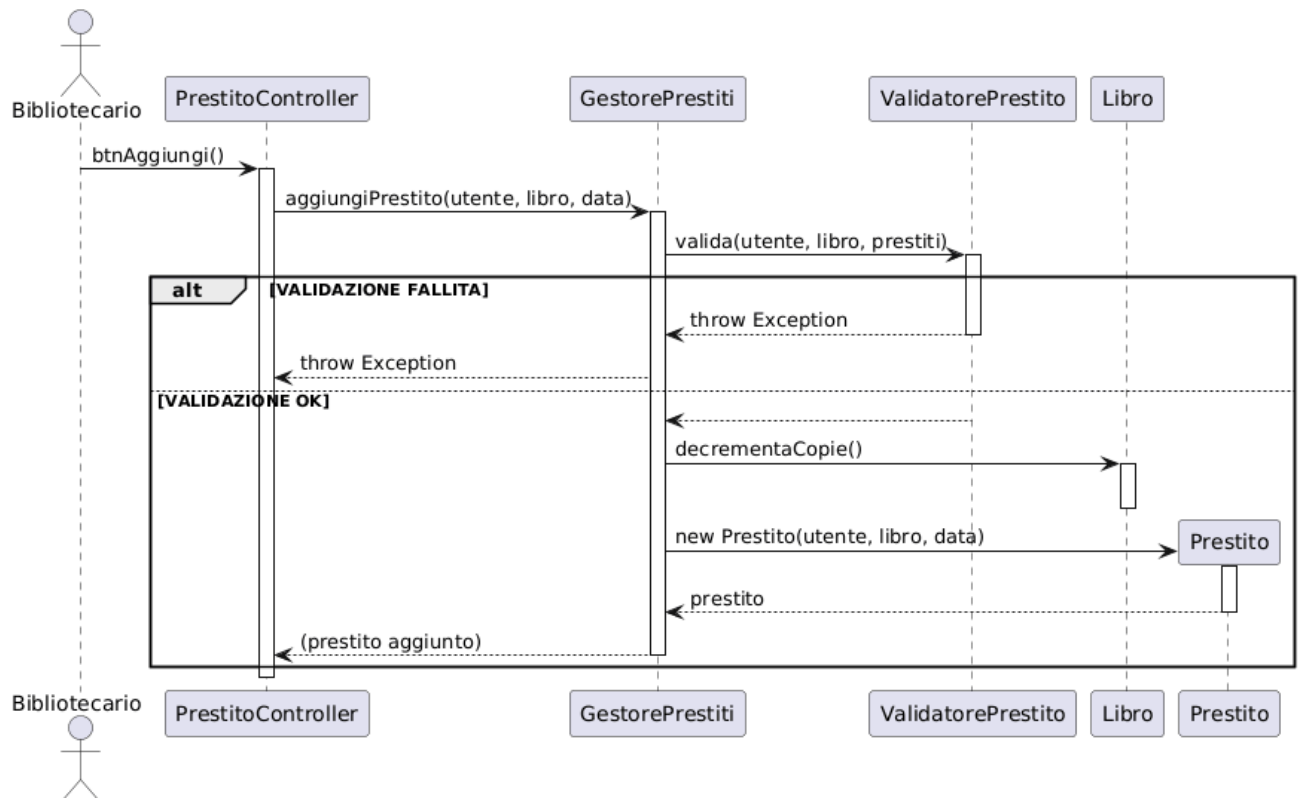 Bibliotecario
PrestitoController
GestorePrestiti
ValidatorePrestito
Libro
btnAggiungi()
aggiungiPrestito(utente, libro, data)
valida(utente, libro, prestiti)
alt
[VALIDAZIONE FALLITA]
throw Exception
throw Exception
[VALIDAZIONE OK]
decrementaCopie()
new Prestito(utente, libro, data)
Prestito
prestito
(prestito aggiunto)
Bibliotecario
PrestitoController
GestorePrestiti
ValidatorePrestito
Libro
Prestito